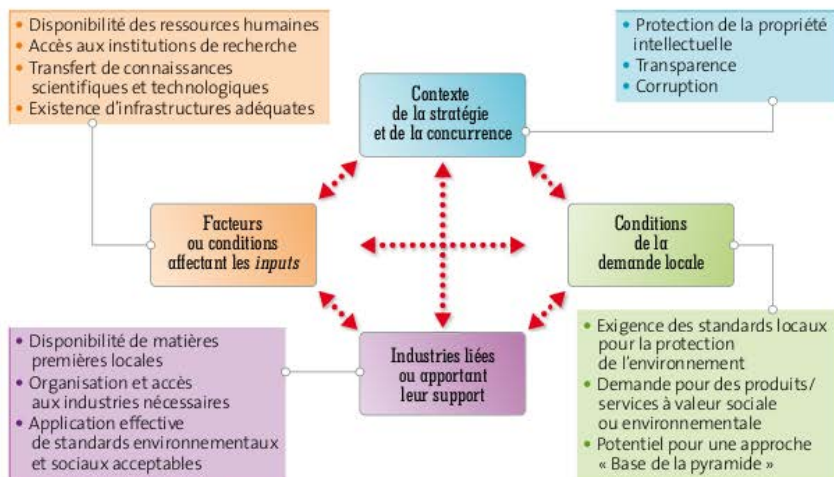 • Disponibilité des ressources humaines
• Accès aux institutions de recherche
• Transfert de connaissances
scientifiques et technologiques
• Existence d'infrastructures adéquates
• Protection de la propriété
intellectuelle
• Transparence
• Corruption
Contexte
de la stratégie
et de la concurrence
Facteurs
ou conditions
affectant les inputs
Conditions
de la
demande locale
Industries liées
ou apportant
leur support
• Disponibilité de matières
premières locales
• Organisation et accès
aux industries nécessaires
• Application effective
de standards environnementaux
et sociaux acceptables
• Exigence des standards locaux
pour la protection
de l'environnement
• Demande pour des produits/
services à valeur sociale
ou environnementale
• Potentiel pour une approche
« Base de la pyramide »